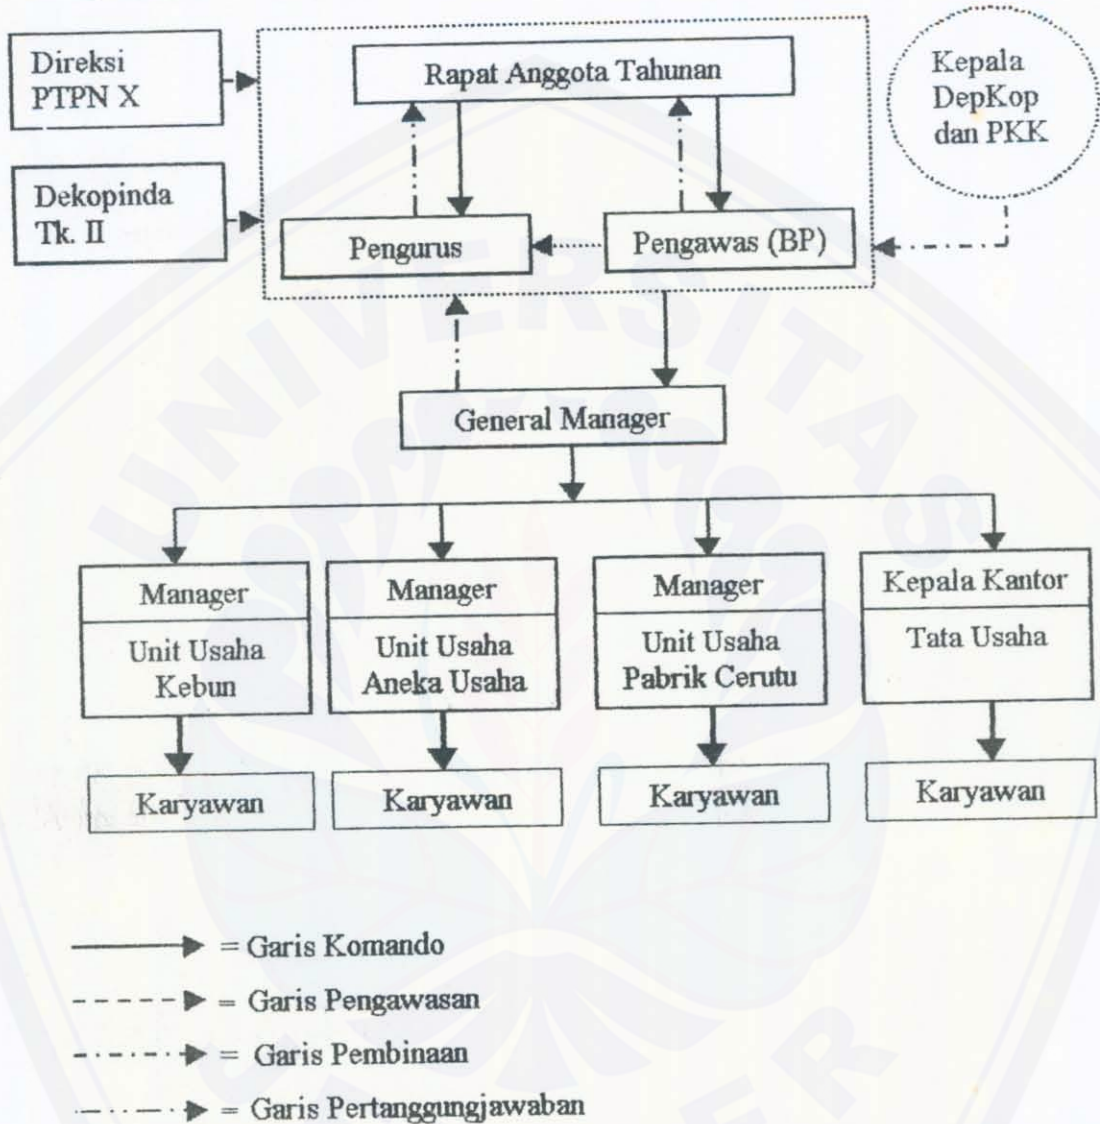 Direksi
PTPN X
Rapat Anggota Tahunan
Kepala
DepKop
dan PKK
Dekopinda
Tk. II
Pengurus
Pengawas (BP)
General Manager
Manager
Unit Usaha
Kebun
Manager
Unit Usaha
Aneka Usaha
Manager
Unit Usaha
Pabrik Cerutu
Kepala Kantor
Tata Usaha
Karyawan
Karyawan
Karyawan
Karyawan
= Garis Komando
= Garis Pengawasan
= Garis Pembinaan
= Garis Pertanggungjawaban
UNIVERSITAS
JEMBER